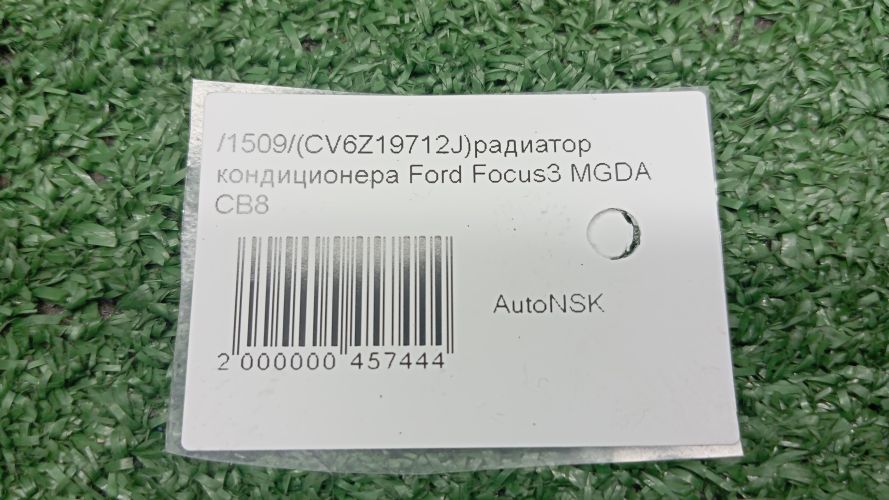 /1509/(CV6Z19712J)радиатор
кондиционера Ford Focus3 MGDA
CB8
AutoNSK
2 000000 457444